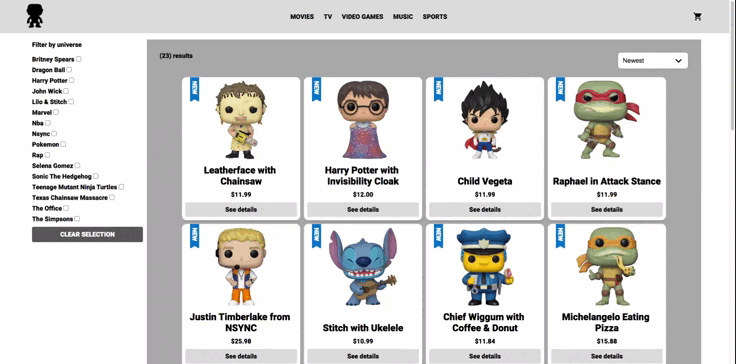 MOVIES TV VIDEO GAMES MUSIC SPORTS
Filter by universe
Britney Spears
Dragon Ball
Harry Potter
John Wick
Lilo & Stitch
Marvel
Nba
Nsync
Pokemon
Rap
Selena Gomez
Sonic The Hedgehog
Teenage Mutant Ninja Turtles
Texas Chainsaw Massacre
The Office
The Simpsons
CLEAR SELECTION
(23) results
Newest
NEW
Leatherface with
Chainsaw
$11.99
See details
NEW
Harry Potter with
Invisibility Cloak
$12.00
See details
NEW
Child Vegeta
$11.99
See details
NEW
Raphael in Attack Stance
$11.99
See details
NEW
Justin Timberlake from
NSYNC
$25.98
See details
NEW
Stitch with Ukelele
$10.99
See details
NEW
Chief Wiggum with
Coffee & Donut
$11.84
See details
NEW
Michelangelo Eating
Pizza
$15.88
See details